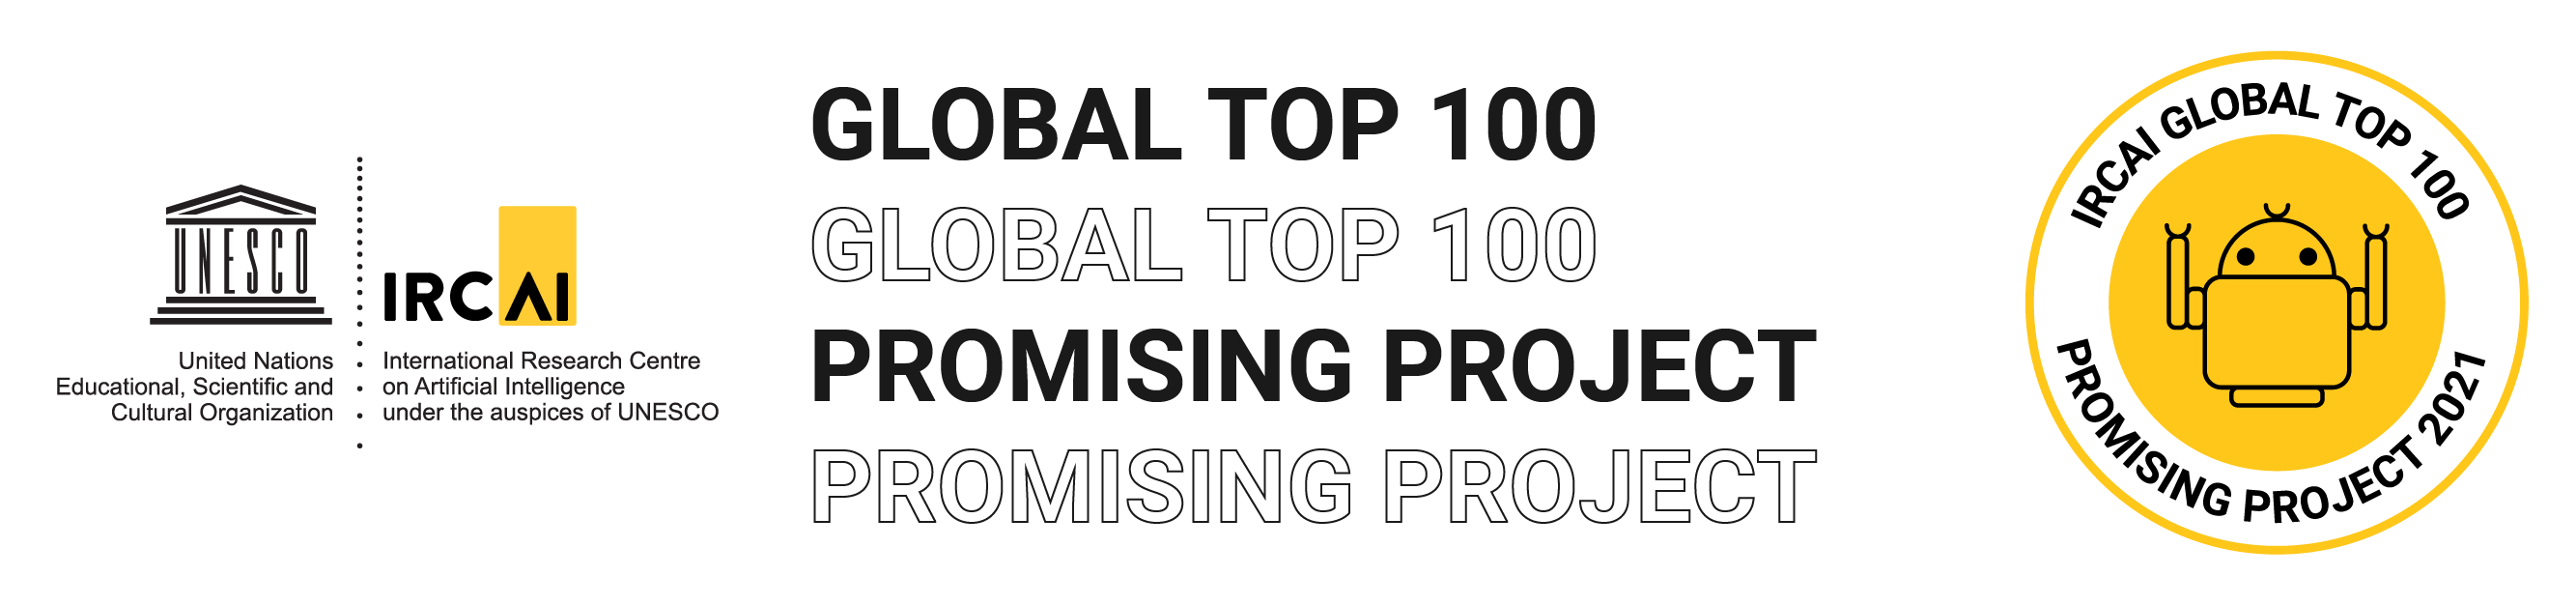 UNESCO
United Nations
Educational, Scientific and
Cultural Organization
IRCAI
International Research Centre
on Artificial Intelligence
under the auspices of UNESCO
GLOBAL TOP 100
GLOBAL TOP 100
PROMISING PROJECT
PROMISING PROJECT
IRCAI GLOBAL TOP 100
PROMISING PROJECT 2021